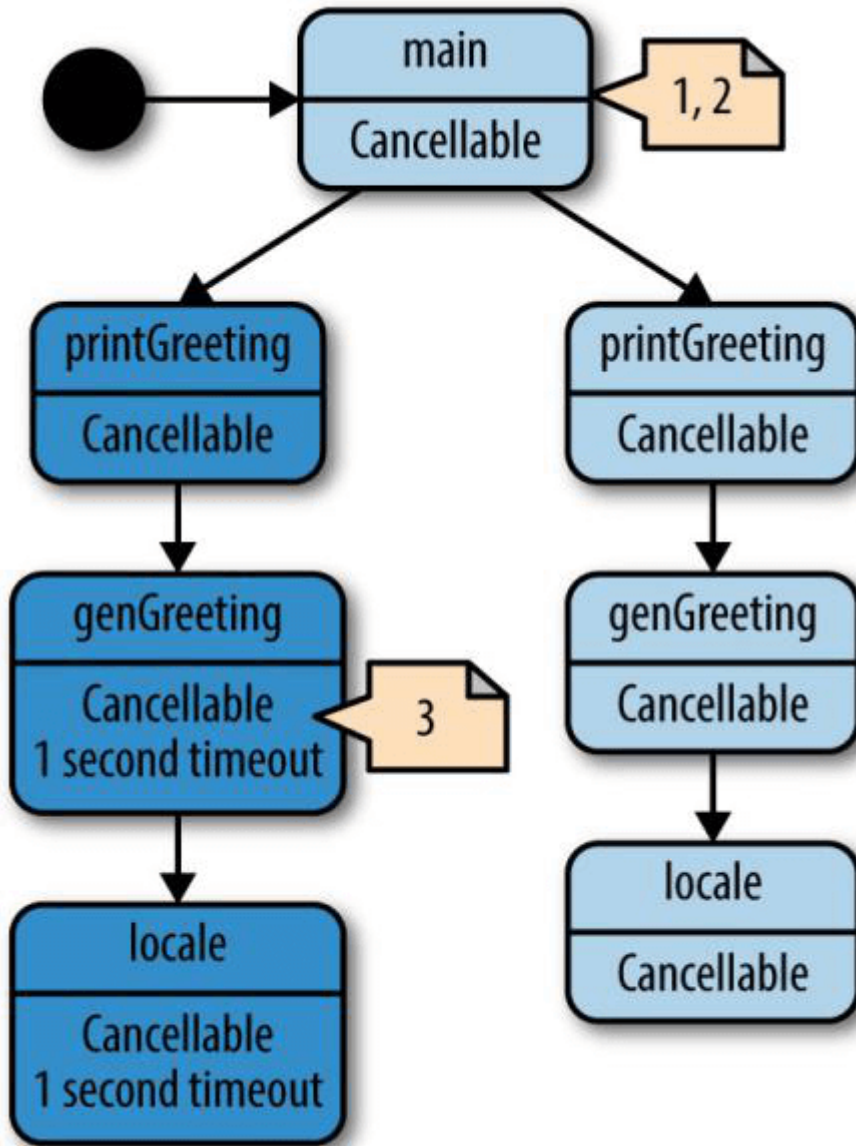 main
Cancellable
1, 2
printGreeting
Cancellable
printGreeting
Cancellable
genGreeting
Cancellable
1 second timeout
3
genGreeting
Cancellable
locale
Cancellable
1 second timeout
locale
Cancellable